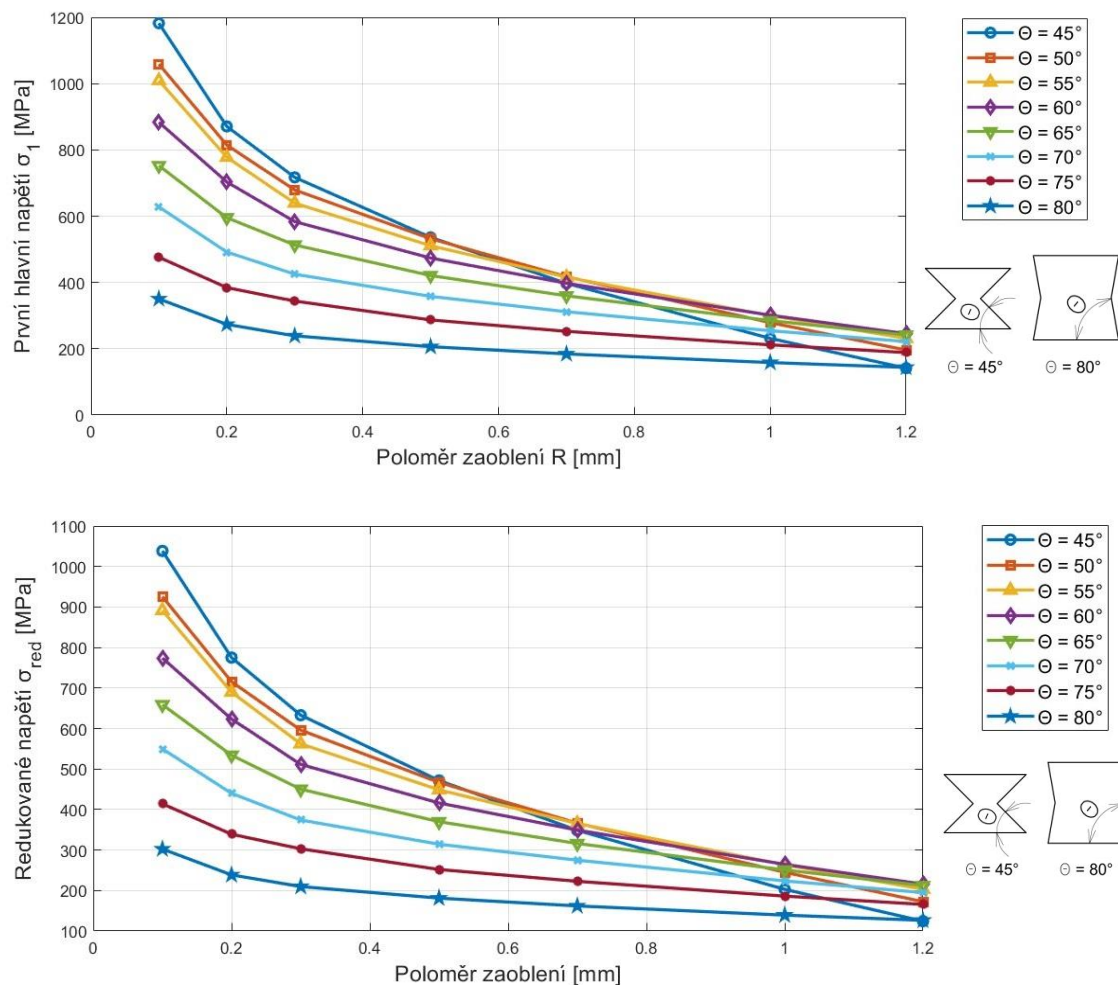 1200
1000
800
600
400
200
0
První hlavní napětí σ₁ [MPa]
0 0.2 0.4 0.6 0.8 1 1.2
Poloměr zaoblení R [mm]
Θ = 45°
Θ = 50°
Θ = 55°
Θ = 60°
Θ = 65°
Θ = 70°
Θ = 75°
Θ = 80°
Θ = 45° Θ = 80°
1100
1000
900
800
700
600
500
400
300
200
100
Redukované napětí σ_red [MPa]
0 0.2 0.4 0.6 0.8 1 1.2
Poloměr zaoblení [mm]
Θ = 45°
Θ = 50°
Θ = 55°
Θ = 60°
Θ = 65°
Θ = 70°
Θ = 75°
Θ = 80°
Θ = 45° Θ = 80°